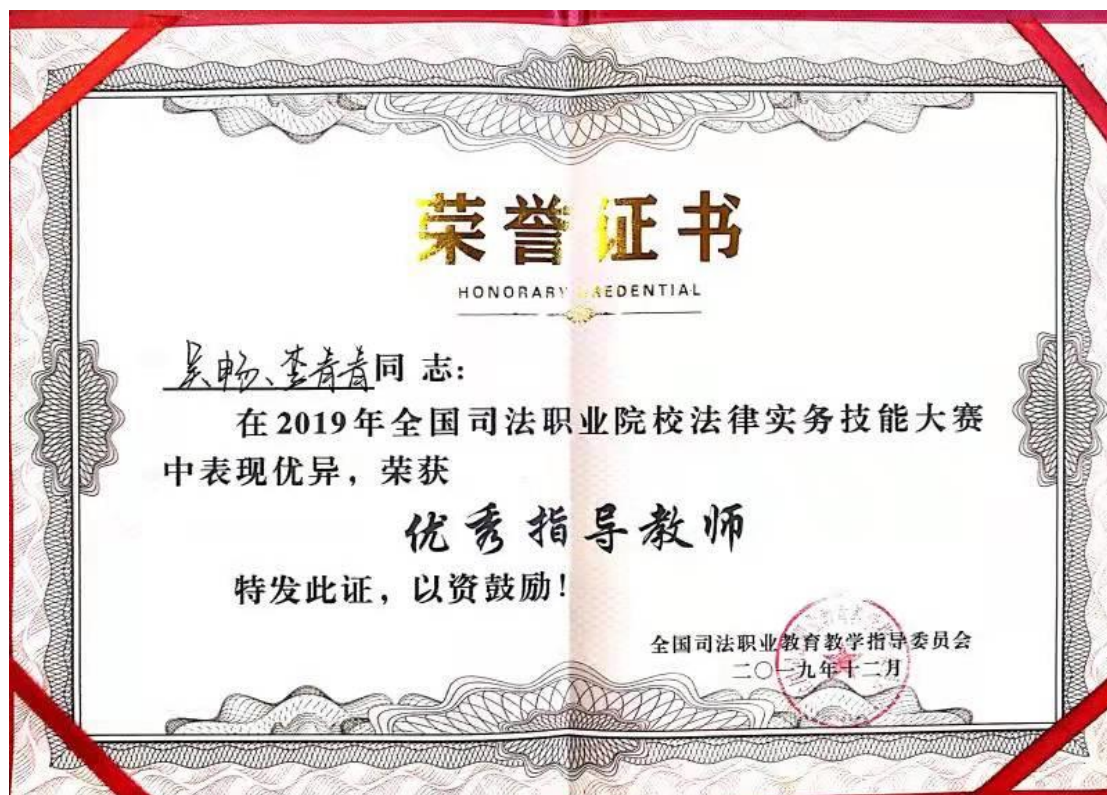 荣誉证书
HONORARY CREDENTIAL
吴畅、李青青同志:
在2019年全国司法职业院校法律实务技能大赛
中表现优异，荣获
优秀指导教师
特发此证，以资鼓励!
全国司法职业教育教学指导委员会
二〇一九年十二月